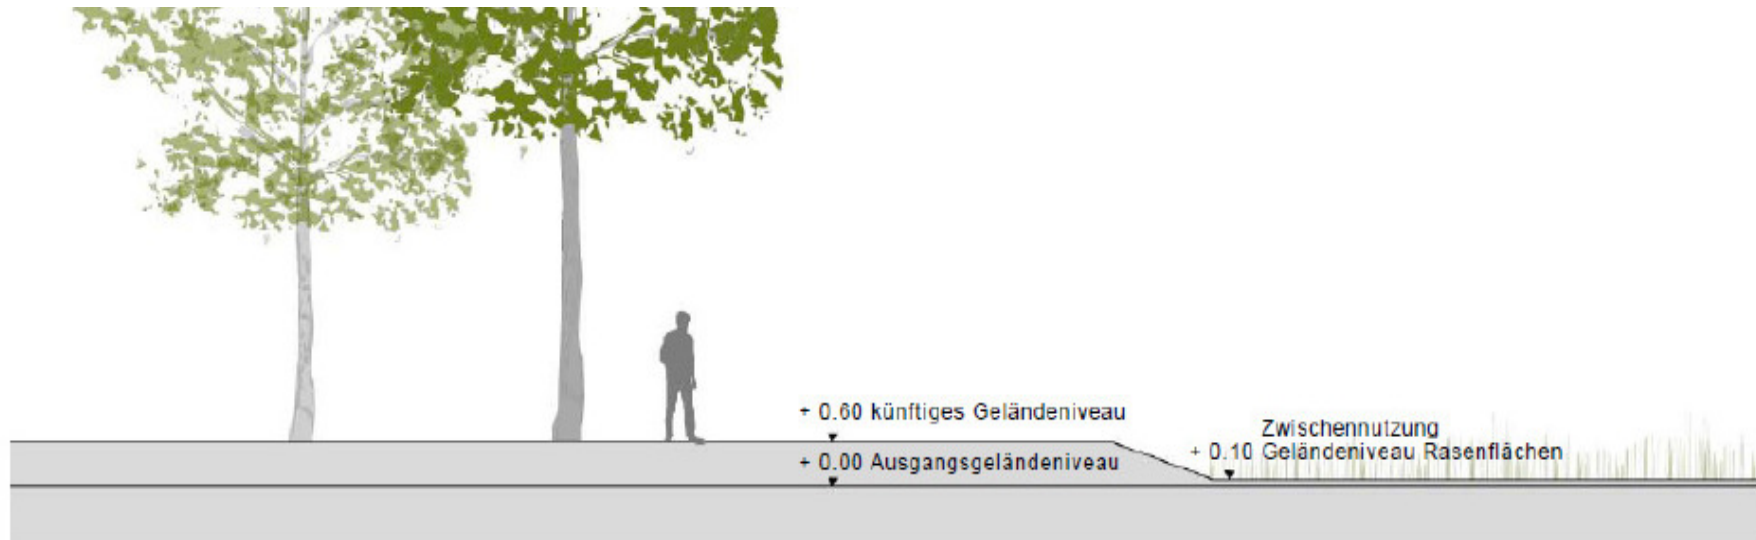 + 0.60 künftiges Geländeniveau
+ 0.00 Ausgangsgeländeniveau
Zwischennutzung
+ 0.10 Geländeniveau Rasenflächen